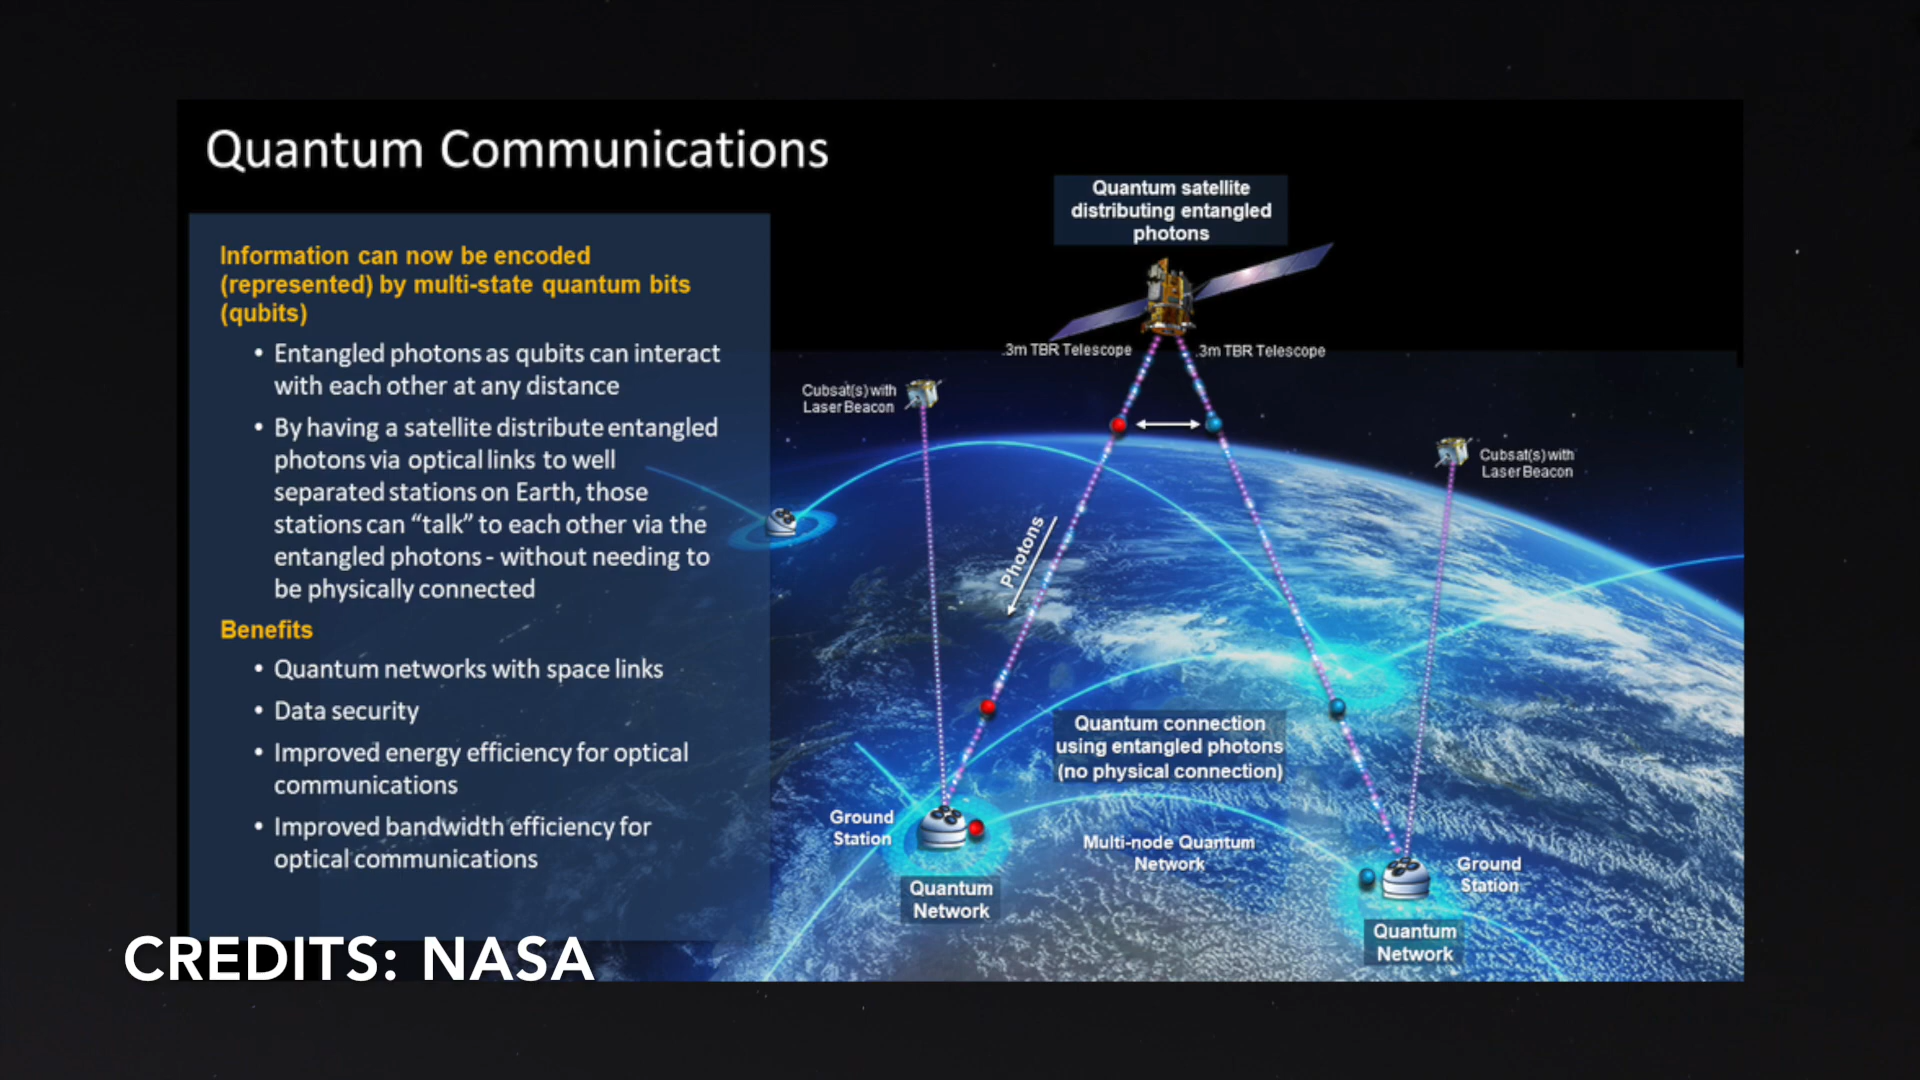 Quantum Communications
Information can now be encoded
(represented) by multi-state quantum bits
(qubits)
• Entangled photons as qubits can interact
with each other at any distance
• By having a satellite distribute entangled
photons via optical links to well
separated stations on Earth, those
stations can “talk” to each other via the
entangled photons - without needing to
be physically connected
Benefits
• Quantum networks with space links
• Data security
• Improved energy efficiency for optical
communications
• Improved bandwidth efficiency for
optical communications
Quantum satellite
distributing entangled
photons
.3m TBR Telescope
.3m TBR Telescope
Cubsat(s) with
Laser Beacon
Cubsat(s) with
Laser Beacon
Photons
Quantum connection
using entangled photons
(no physical connection)
Ground
Station
Multi-node Quantum
Network
Ground
Station
Quantum
Network
Quantum
Network
CREDITS: NASA